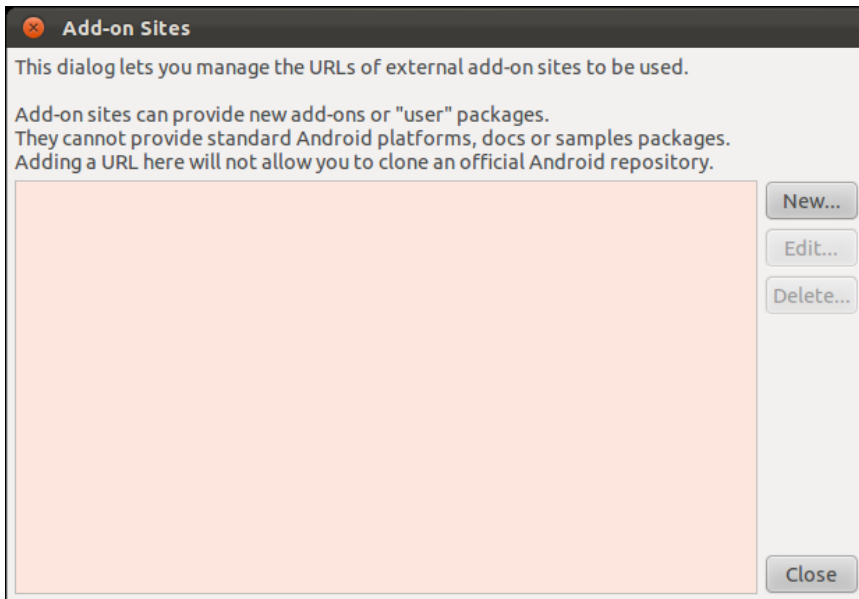 Add-on Sites
This dialog lets you manage the URLs of external add-on sites to be used.
Add-on sites can provide new add-ons or "user" packages.
They cannot provide standard Android platforms, docs or samples packages.
Adding a URL here will not allow you to clone an official Android repository.
New...
Edit...
Delete...
Close